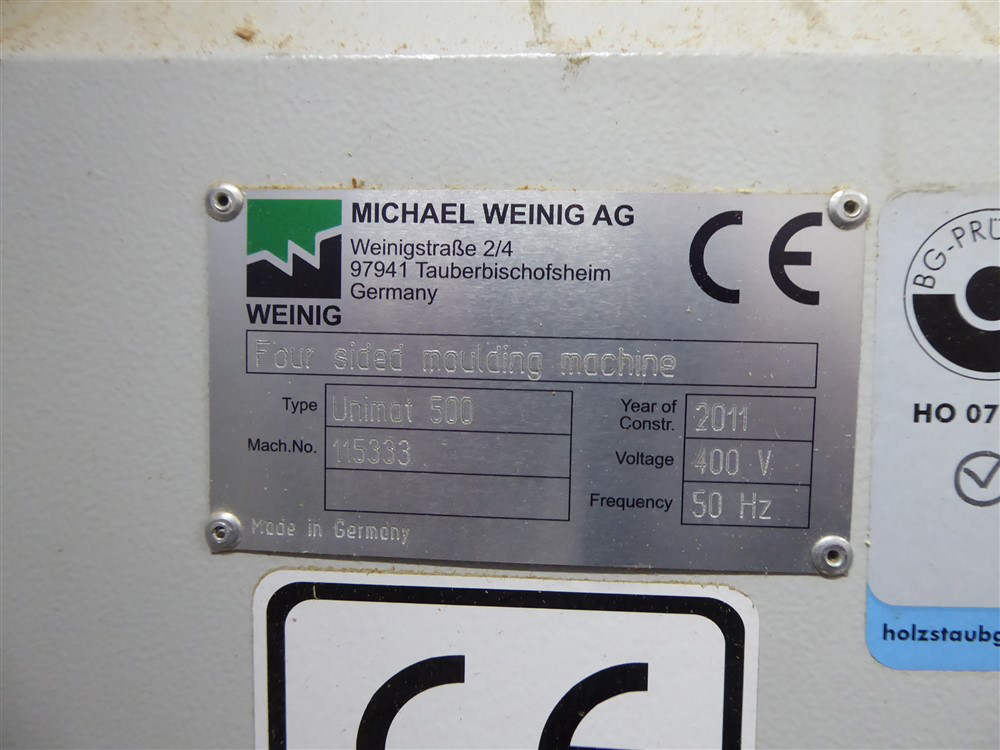 MICHAEL WEINIG AG
Weinigstraße 2/4
97941 Tauberbischofsheim
Germany
WEINIG
CE
Four sided moulding machine
Type Unimat 500
Mach.No. 115333
Year of Constr. 2011
Voltage 400 V
Frequency 50 Hz
Made in Germany
CE
BG-PRÜ
HO 07
holzstaubg